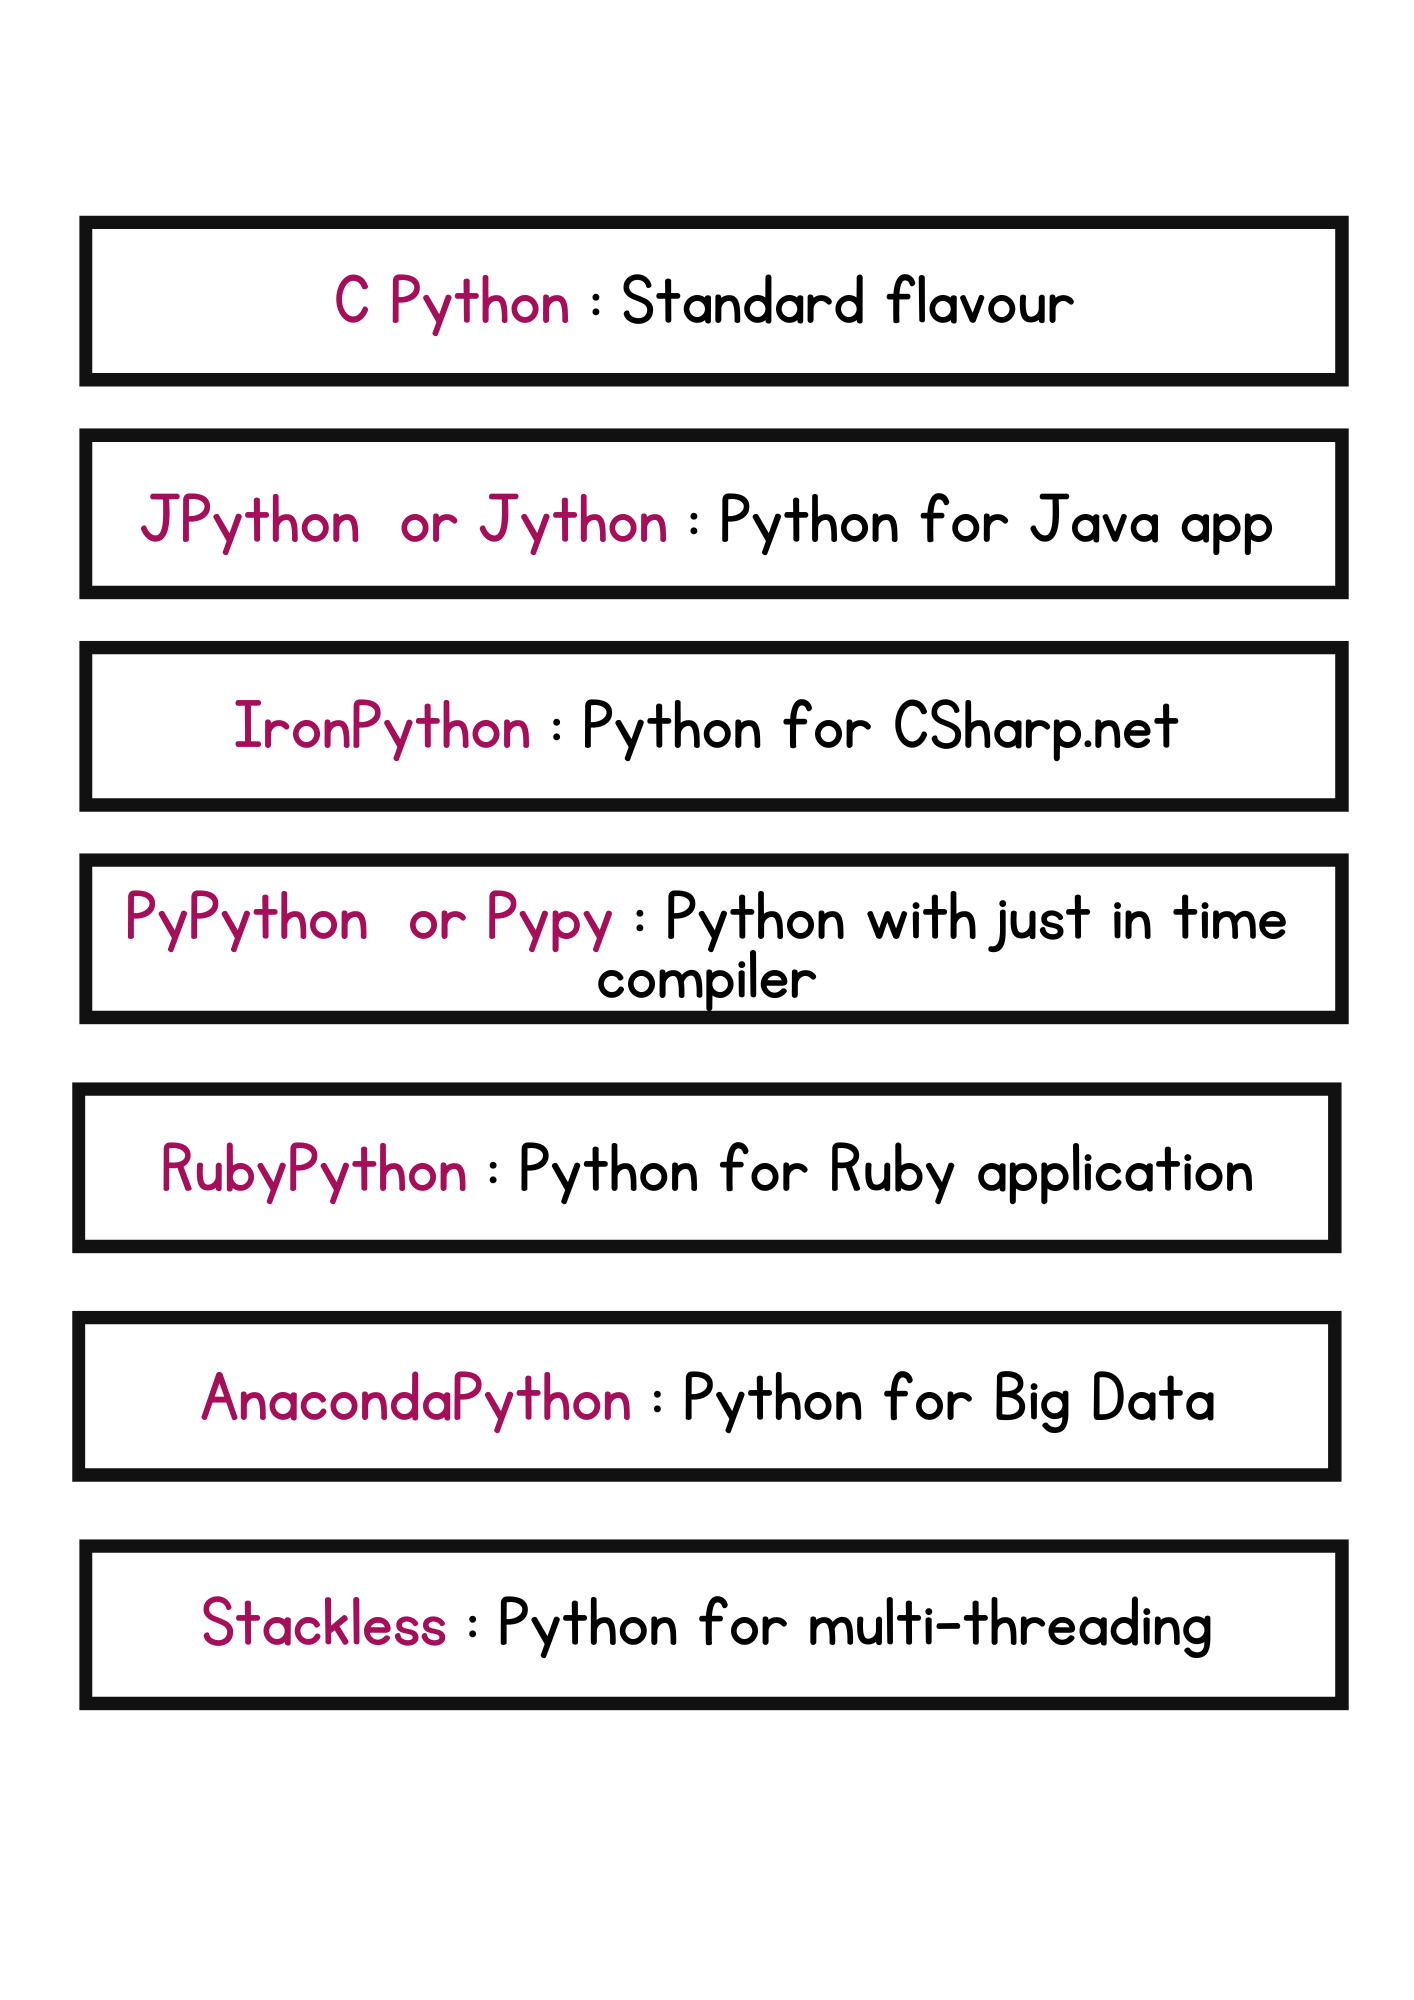 C Python : Standard flavour
JPython or Jython : Python for Java app
IronPython : Python for CSharp.net
PyPython or Pypy : Python with just in time
compiler
RubyPython : Python for Ruby application
AnacondaPython : Python for Big Data
Stackless : Python for multi-threading